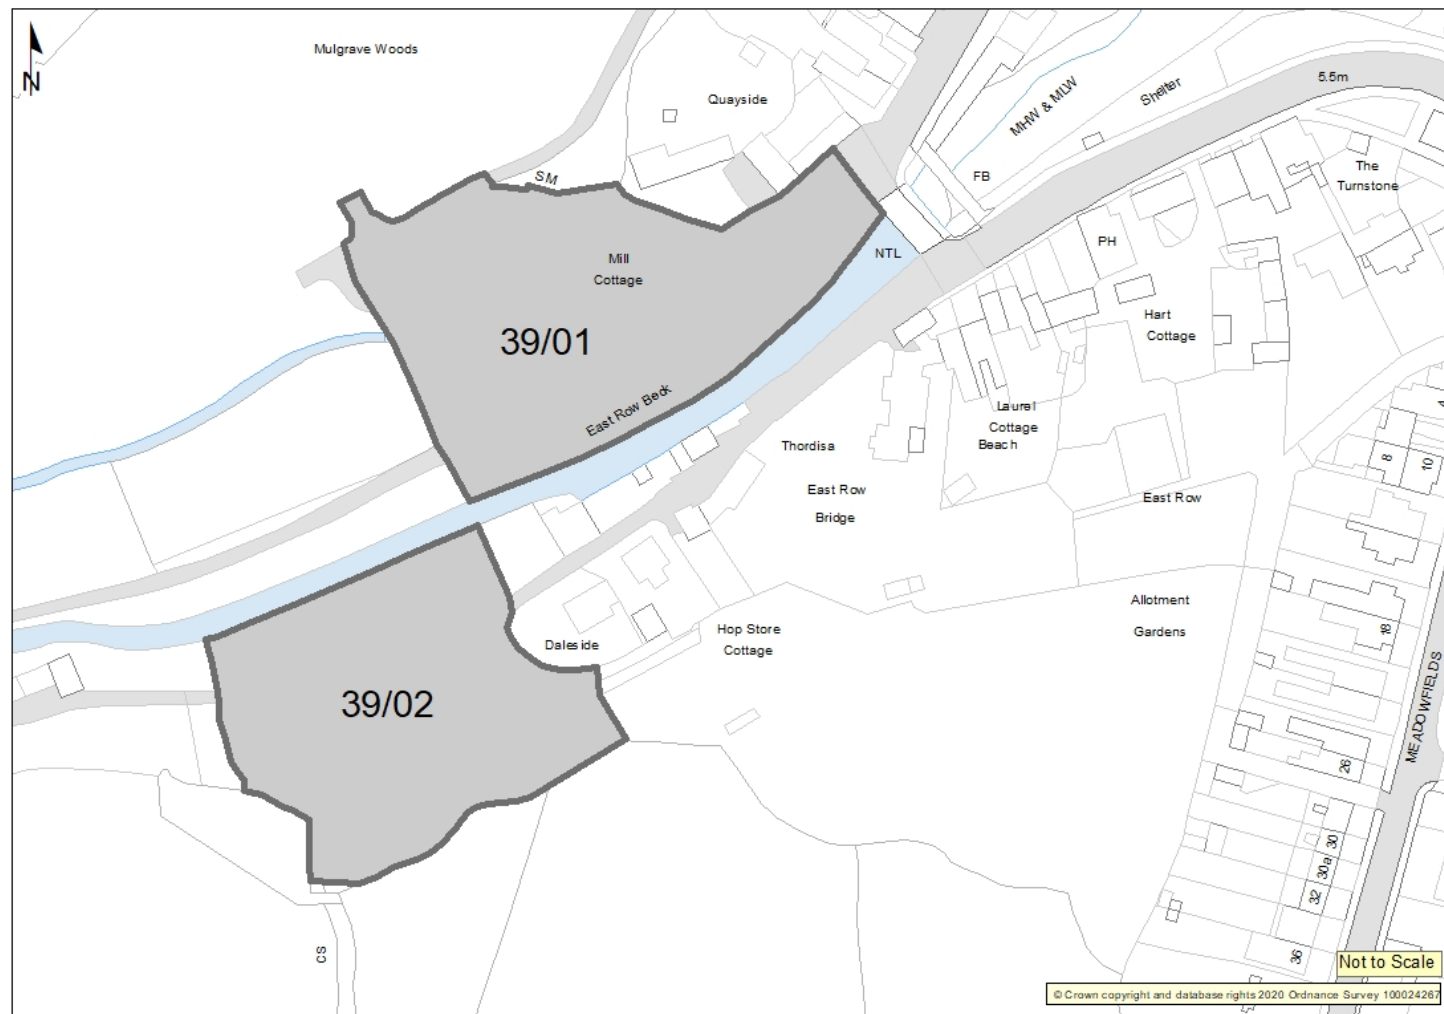 N
Mulgrave Woods
Quayside
MHW & MLW
Shelter
5.5m
The
Turnstone
SM
FB
Mill
Cottage
NTL
PH
Hart
Cottage
39/01
East Row Beck
Laurel
Cottage
Beach
Thordisa
East Row
Bridge
East Row
4
8
10
Allotment
Gardens
18
Daleside
Hop Store
Cottage
39/02
MEADOWFIELDS
26
30
30a
32
36
CS
Not to Scale
© Crown copyright and database rights 2020 Ordnance Survey 100024267